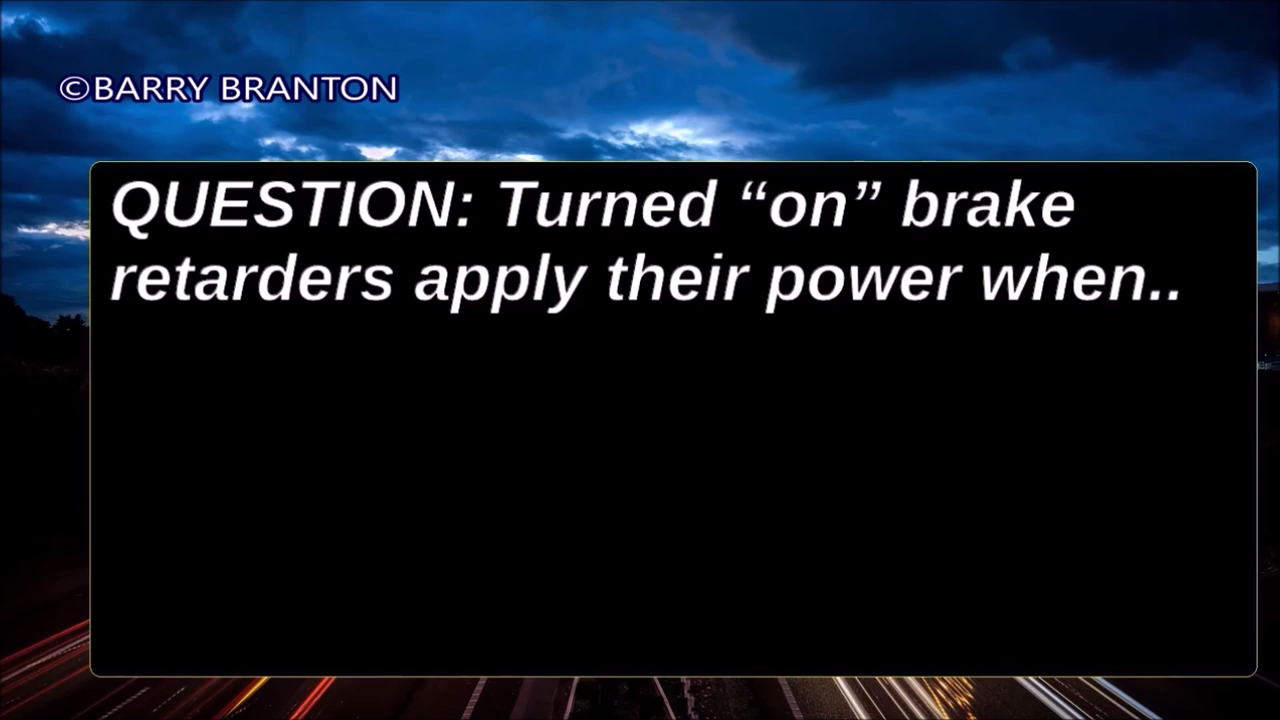 ©BARRY BRANTON
QUESTION: Turned “on” brake
retarders apply their power when..